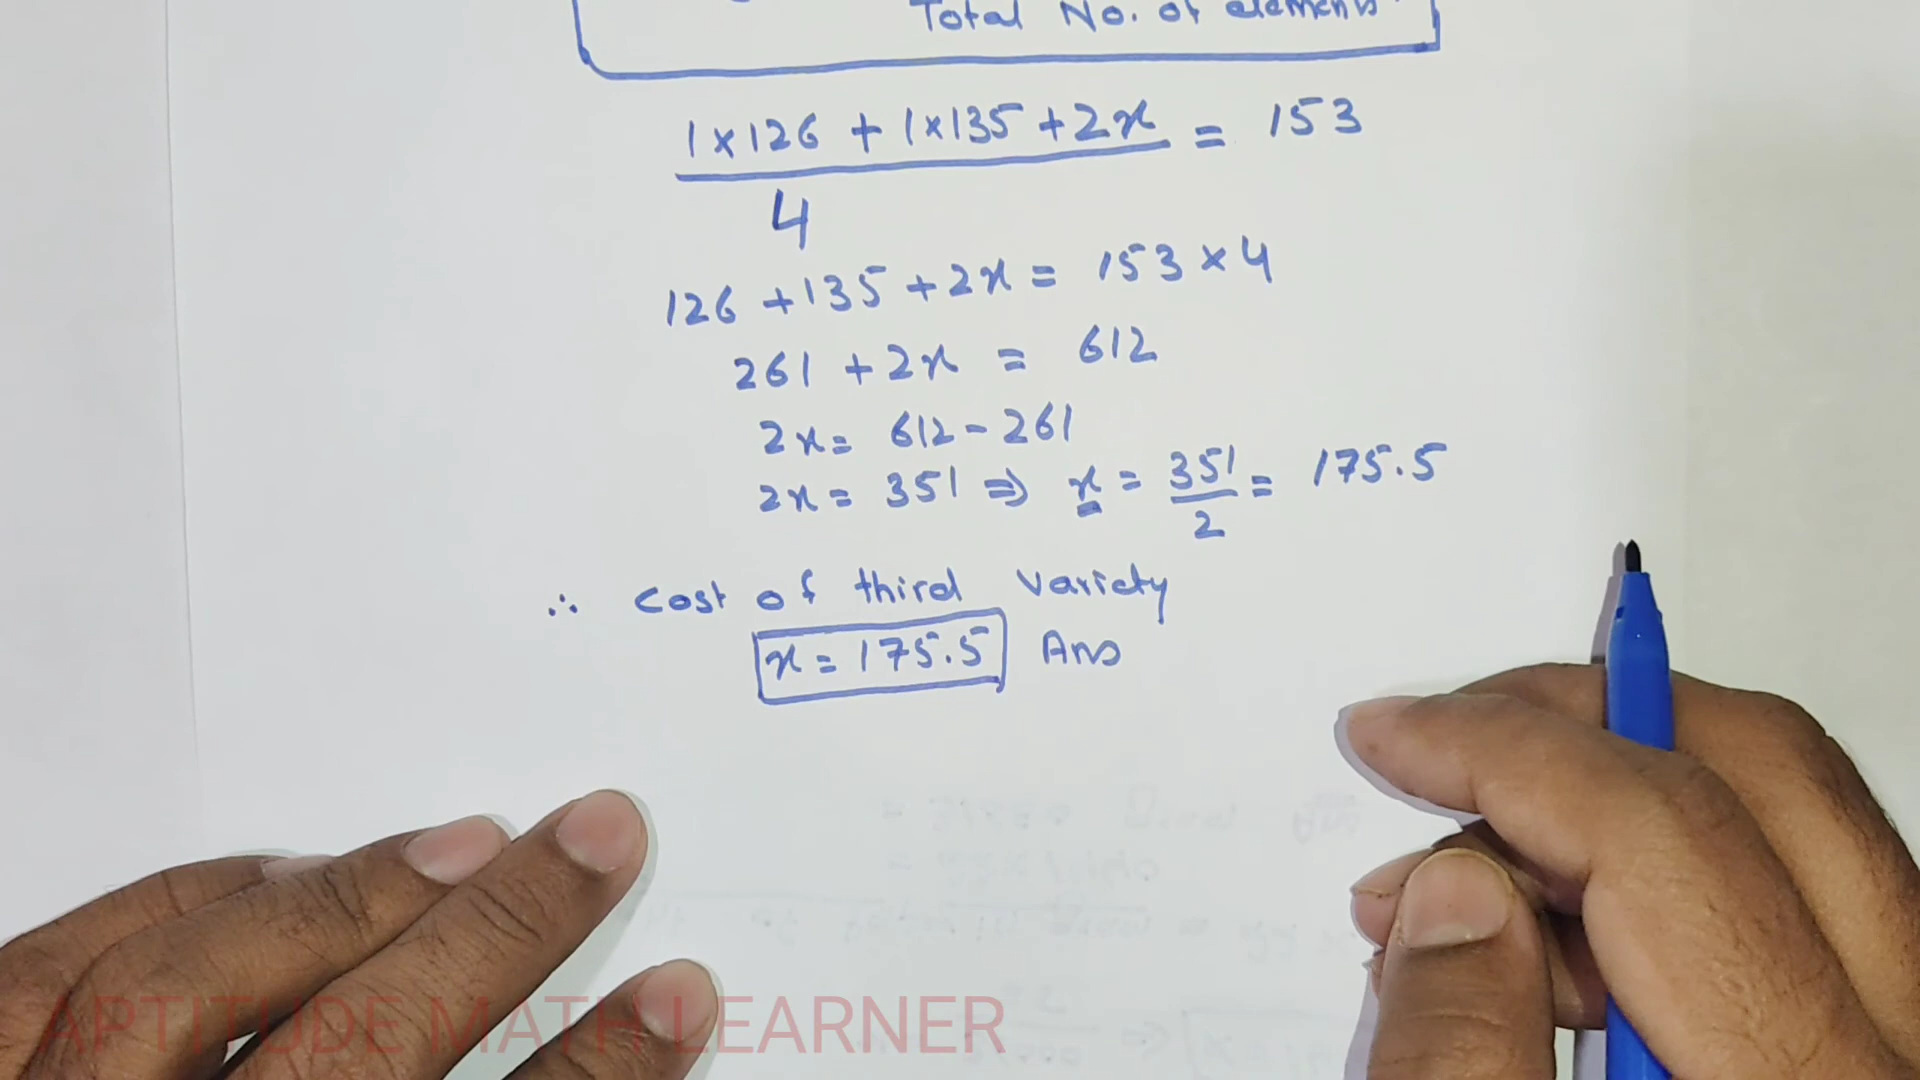 Total No. of elements
1 x 126 + 1 x 135 + 2x = 153
4
126 + 135 + 2x = 153 x 4
261 + 2x = 612
2x = 612 - 261
2x = 351 ⇒ x = 351 = 175.5
2
∴ Cost of third variety
x = 175.5 Ans
APTITUDE MATH LEARNER